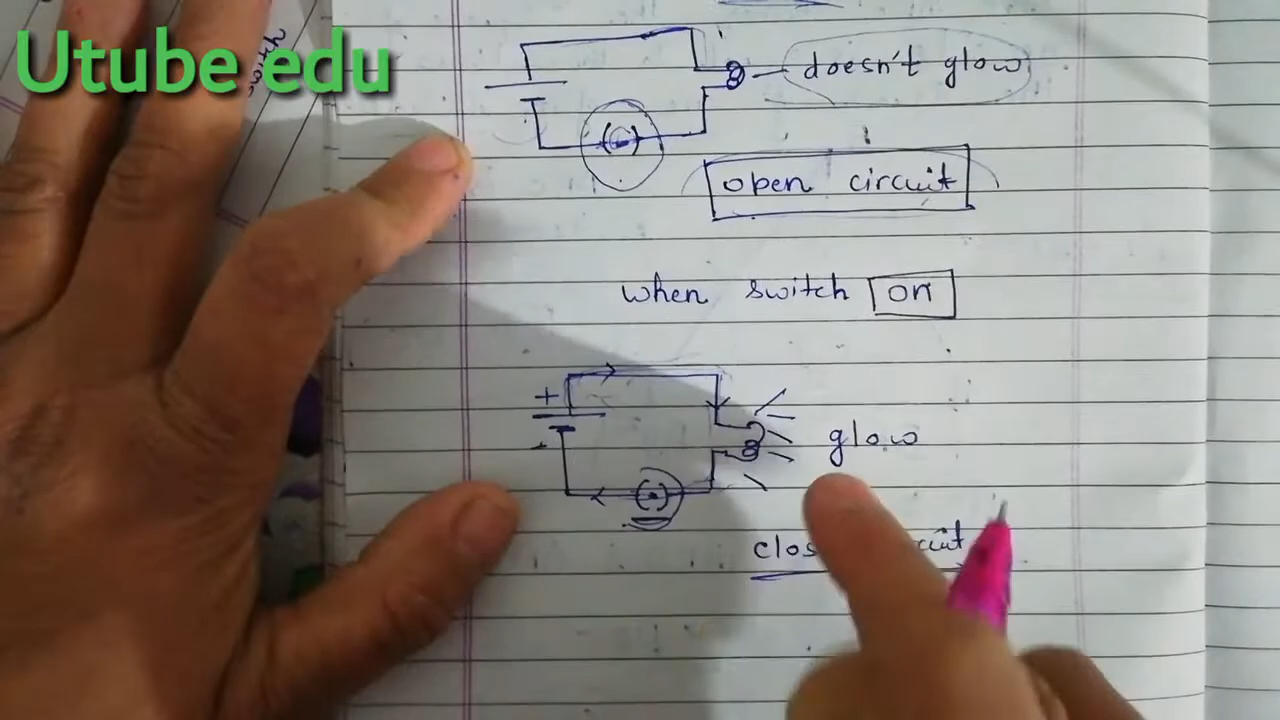 Utube edu
doesn't glow
open circuit
when switch on
+
glow